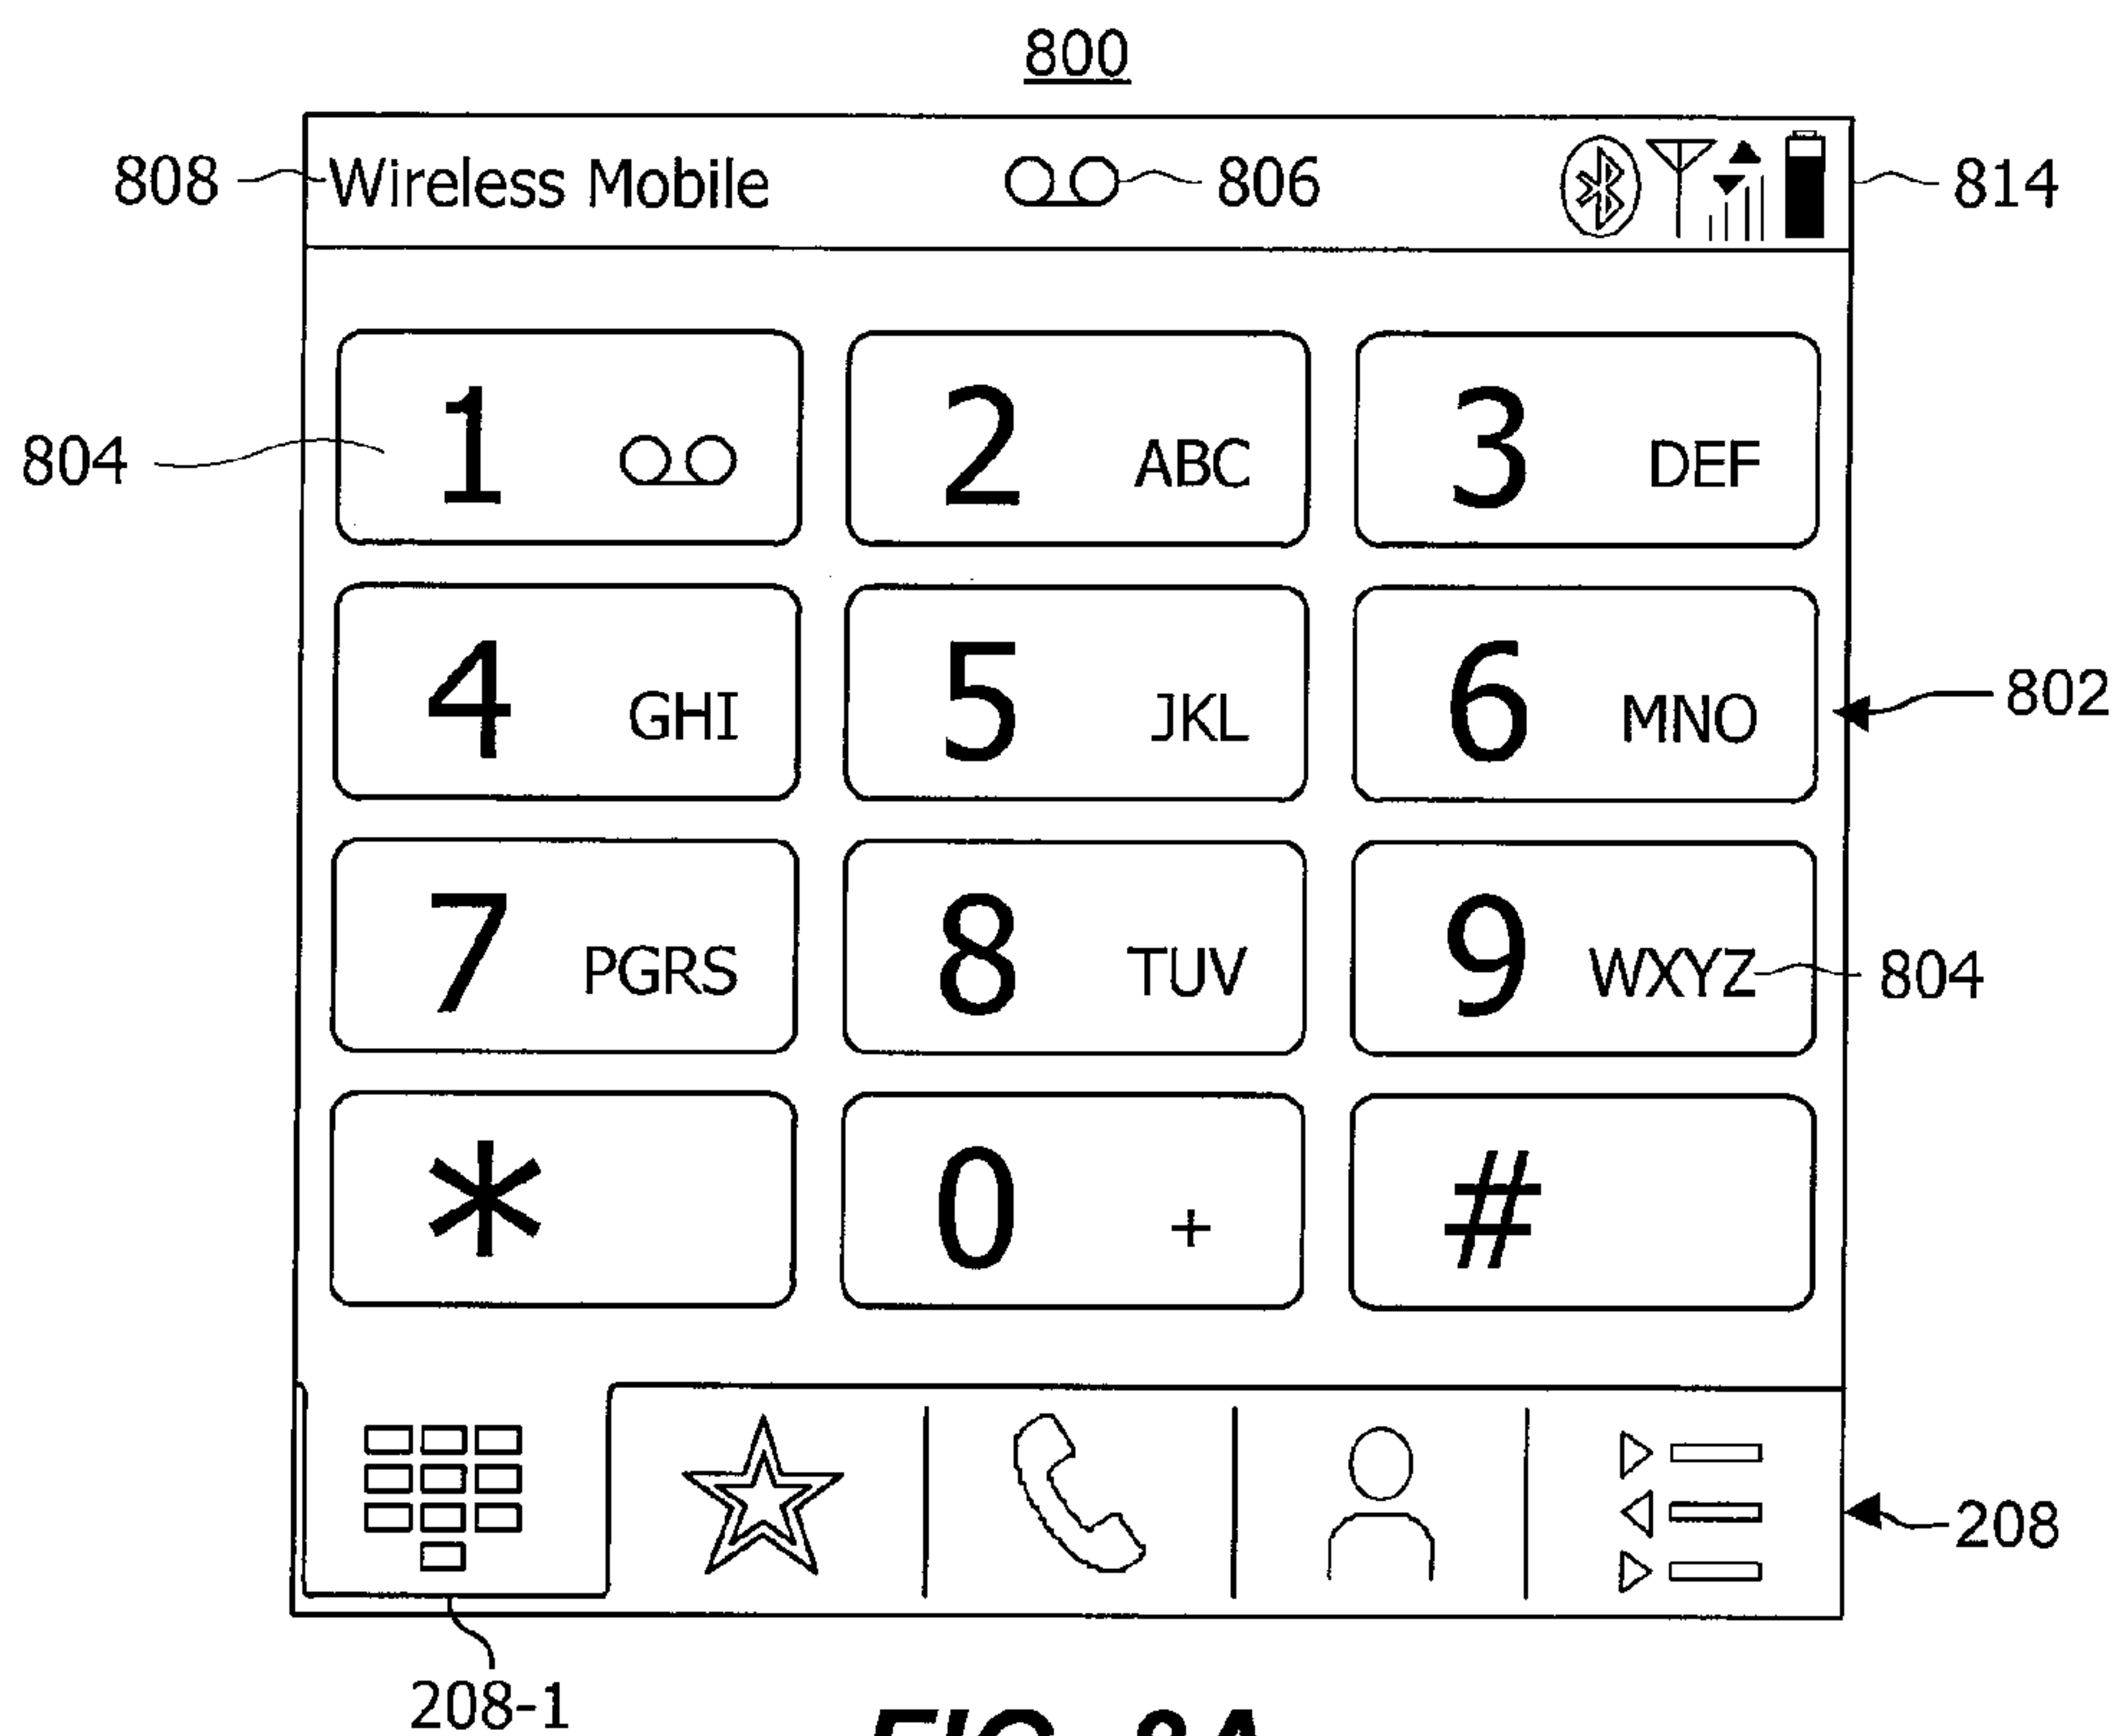 800
808 Wireless Mobile 806 814
804 1 2 ABC 3 DEF
4 GHI 5 JKL 6 MNO 802
7 PGRS 8 TUV 9 WXYZ 804
* 0 + #
208
208-1